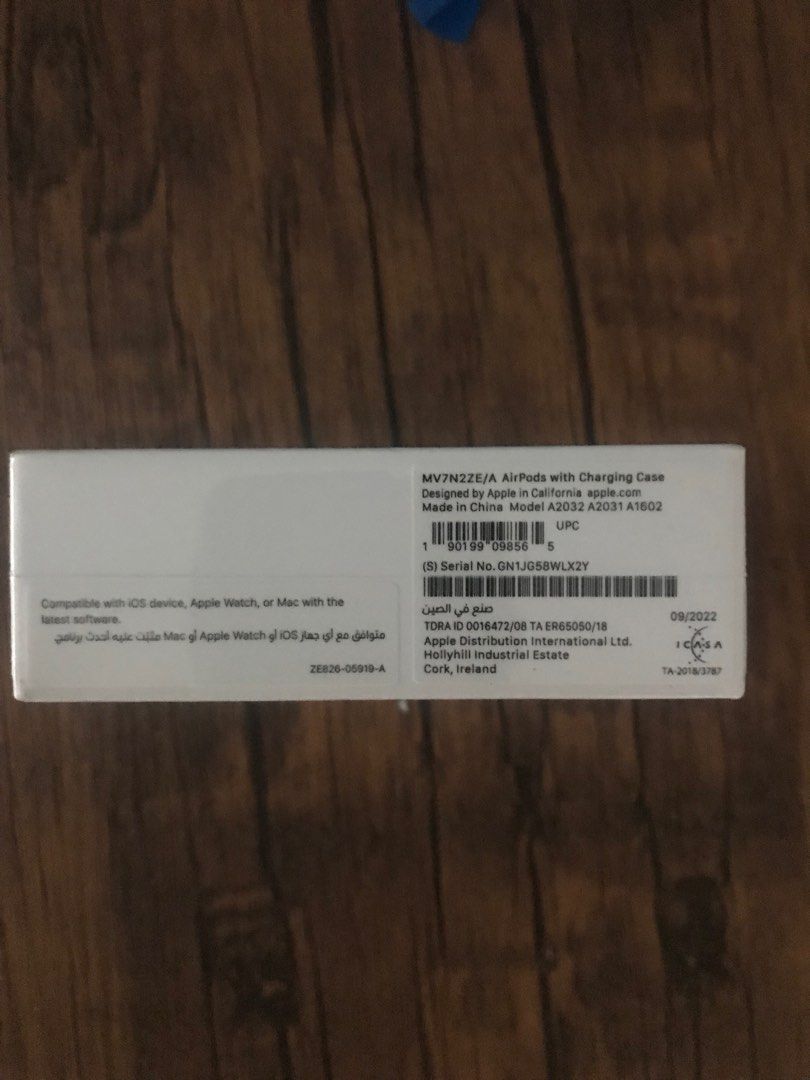 MV7N2ZE/A AirPods with Charging Case
Designed by Apple in California apple.com
Made in China Model A2032 A2031 A1602
UPC
1 90199 09856 5
(S) Serial No. GN1JG58WLX2Y
صنع في الصين
TDRA ID 0016472/08 TA ER65050/18
Apple Distribution International Ltd.
Hollyhill Industrial Estate
Cork, Ireland
09/2022
ICASA
TA-2018/3787
Compatible with iOS device, Apple Watch, or Mac with the
latest software.
متوافق مع أي جهاز iOS أو Apple Watch أو Mac مثبّت عليه أحدث برنامج.
ZE826-05919-A